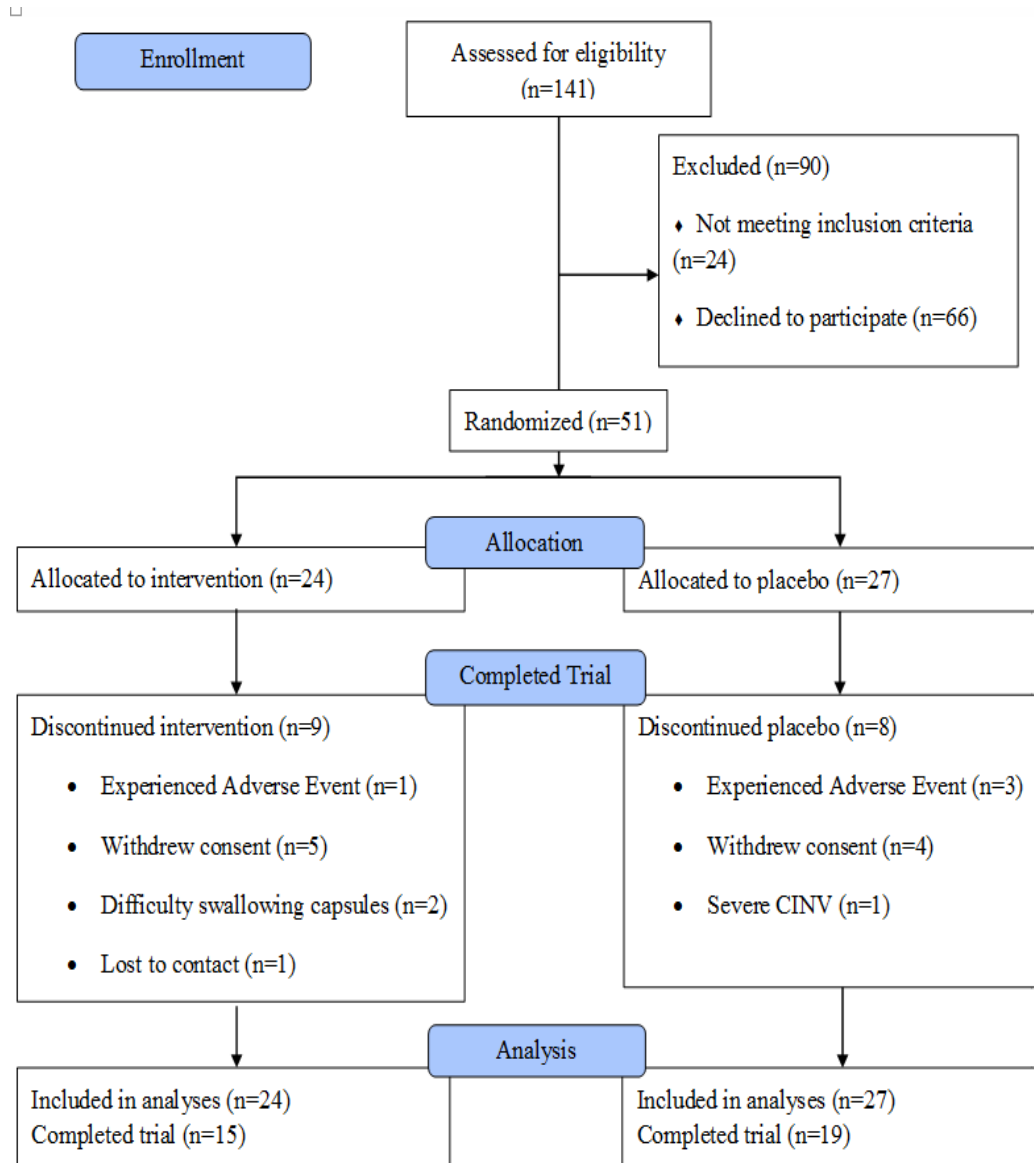 Enrollment
Assessed for eligibility
(n=141)
Excluded (n=90)
♦ Not meeting inclusion criteria
(n=24)
♦ Declined to participate (n=66)
Randomized (n=51)
Allocation
Allocated to intervention (n=24)
Allocated to placebo (n=27)
Completed Trial
Discontinued intervention (n=9)
• Experienced Adverse Event (n=1)
• Withdrew consent (n=5)
• Difficulty swallowing capsules (n=2)
• Lost to contact (n=1)
Discontinued placebo (n=8)
• Experienced Adverse Event (n=3)
• Withdrew consent (n=4)
• Severe CINV (n=1)
Analysis
Included in analyses (n=24)
Completed trial (n=15)
Included in analyses (n=27)
Completed trial (n=19)